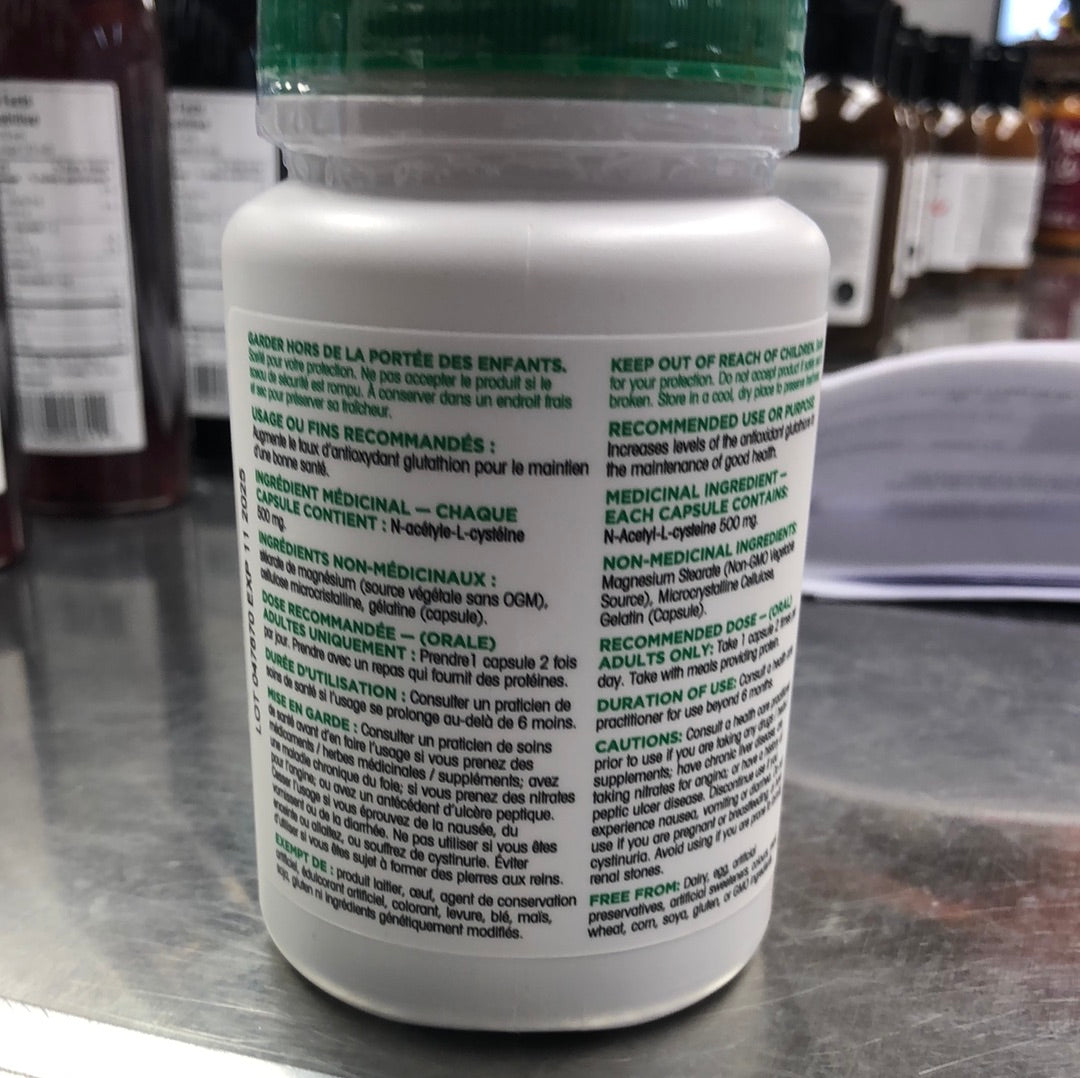 GARDER HORS DE LA PORTÉE DES ENFANTS.
Scellé pour votre protection. Ne pas accepter le produit si le
sceau de sécurité est rompu. À conserver dans un endroit frais
et sec pour préserver sa fraîcheur.
USAGE OU FINS RECOMMANDÉS :
Augmente le taux d'antioxydant glutathion pour le maintien
d'une bonne santé.
INGRÉDIENT MÉDICINAL — CHAQUE
CAPSULE CONTIENT : N-acétyle-L-cystéine
500 mg.
INGRÉDIENTS NON-MÉDICINAUX :
stéarate de magnésium (source végétale sans OGM),
cellulose microcristalline, gélatine (capsule).
DOSE RECOMMANDÉE — (ORALE)
ADULTES UNIQUEMENT : Prendre 1 capsule 2 fois
par jour. Prendre avec un repas qui fournit des protéines.
DURÉE D'UTILISATION : Consulter un praticien de
soins de santé si l'usage se prolonge au-delà de 6 moins.
MISE EN GARDE : Consulter un praticien de soins
de santé avant d'en faire l'usage si vous prenez des
médicaments / herbes médicinales / suppléments; avez
une maladie chronique du foie; si vous prenez des nitrates
pour l'angine; ou avez un antécédent d'ulcère peptique.
Cesser l'usage si vous éprouvez de la nausée, du
vomissement ou de la diarrhée. Ne pas utiliser si vous êtes
enceinte ou allaitez, ou souffrez de cystinurie. Éviter
d'utiliser si vous êtes sujet à former des pierres aux reins.
EXEMPT DE : produit laitier, œuf, agent de conservation
artificiel, édulcorant artificiel, colorant, levure, blé, maïs,
soya, gluten ni ingrédients génétiquement modifiés.
LOT 047670 EXP 11 2025
KEEP OUT OF REACH OF CHILDREN.
for your protection. Do not accept product if
broken. Store in a cool, dry place to preserve
RECOMMENDED USE OR PURPOSE
Increases levels of the antioxidant glutathione
the maintenance of good health.
MEDICINAL INGREDIENT –
EACH CAPSULE CONTAINS:
N-Acetyl-L-cysteine 500 mg.
NON-MEDICINAL INGREDIENTS
Magnesium Stearate (Non-GMO Vegetable
Source), Microcrystalline Cellulose,
Gelatin (Capsule).
RECOMMENDED DOSE – (ORAL)
ADULTS ONLY: Take 1 capsule 2 times
day. Take with meals providing protein.
DURATION OF USE: Consult a health
practitioner for use beyond 6 months.
CAUTIONS: Consult a health care
prior to use if you are taking any drugs
supplements; have chronic liver disease
taking nitrates for angina; or have a
peptic ulcer disease. Discontinue use if you
experience nausea, vomiting or
use if you are pregnant or breastfeeding
cystinuria. Avoid using if you are prone to
renal stones.
FREE FROM: Dairy, egg, artificial
preservatives, artificial sweeteners,
wheat, corn, soya, gluten, or GMO